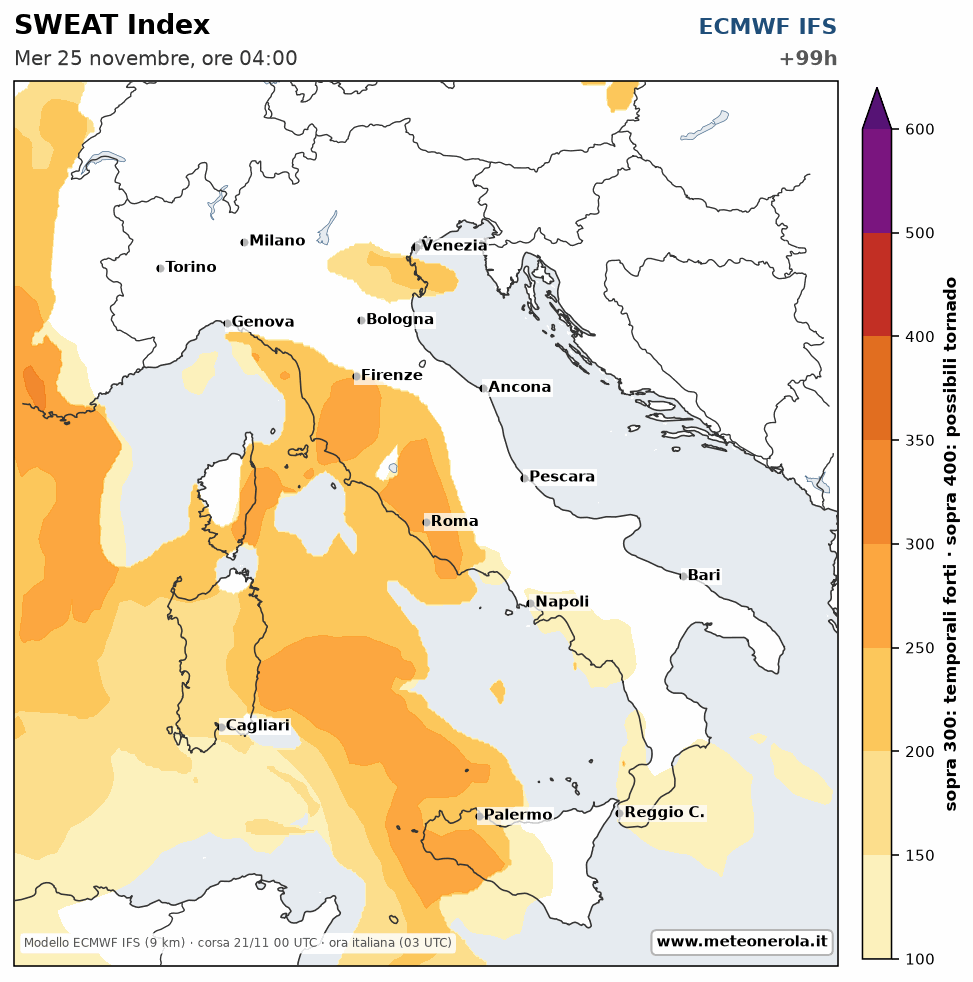 SWEAT Index
ECMWF IFS
Mer 25 novembre, ore 04:00
+99h
600
500
400
350
300
250
200
150
100
sopra 300: temporali forti · sopra 400: possibili tornado
Milano
Venezia
Torino
Genova
Bologna
Firenze
Ancona
Pescara
Roma
Bari
Napoli
Cagliari
Palermo
Reggio C.
Modello ECMWF IFS (9 km) · corsa 21/11 00 UTC · ora italiana (03 UTC)
www.meteonerola.it